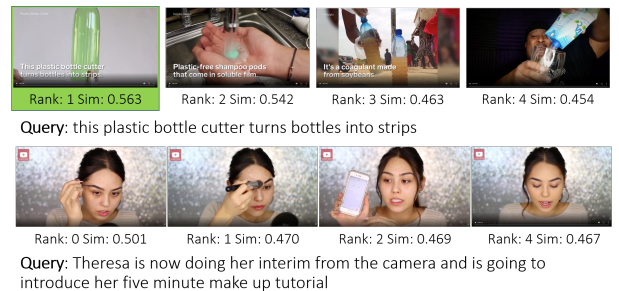 This plastic bottle cutter
turns bottles into strips.
Plastic-free shampoo pods
that come in soluble film.
It's a coagulant made
from soybeans.
Rank: 1 Sim: 0.563
Rank: 2 Sim: 0.542
Rank: 3 Sim: 0.463
Rank: 4 Sim: 0.454
Query: this plastic bottle cutter turns bottles into strips
Rank: 0 Sim: 0.501
Rank: 1 Sim: 0.470
Rank: 2 Sim: 0.469
Rank: 4 Sim: 0.467
Query: Theresa is now doing her interim from the camera and is going to
introduce her five minute make up tutorial